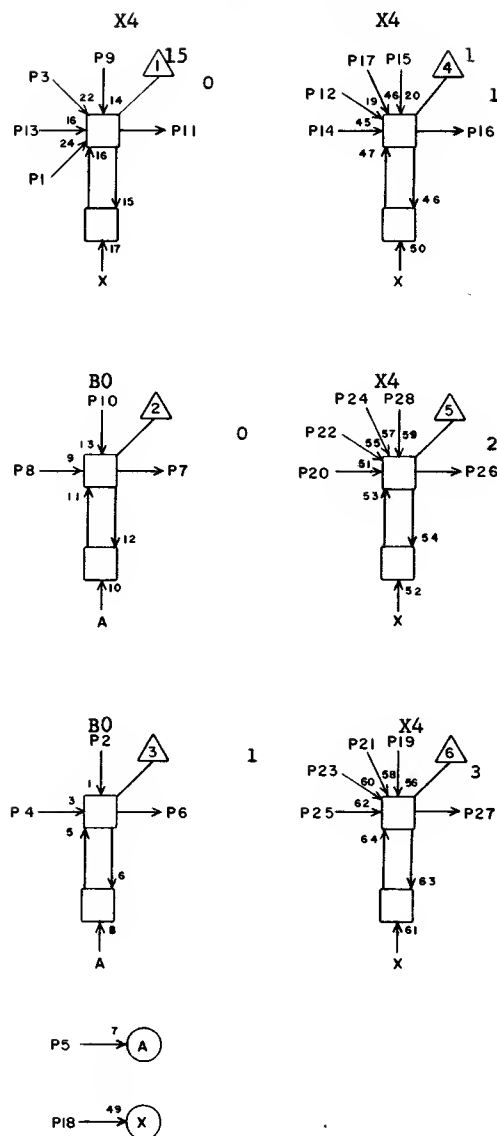 X4
P9
1
15
0
P3
22
14
P13
16
P11
24
P1
16
15
17
X
X4
P17
P15
4
1
1
P12
46
20
19
P14
45
P16
47
46
50
X
B0
P10
2
0
13
P8
9
P7
11
12
10
A
X4
P24
P28
5
2
P22
57
59
55
P20
51
P26
53
54
52
X
B0
P2
3
1
1
P4
3
P6
5
6
8
A
X4
P21
P19
6
3
P23
58
56
60
P25
62
P27
64
63
61
X
P5
7
A
P18
49
X